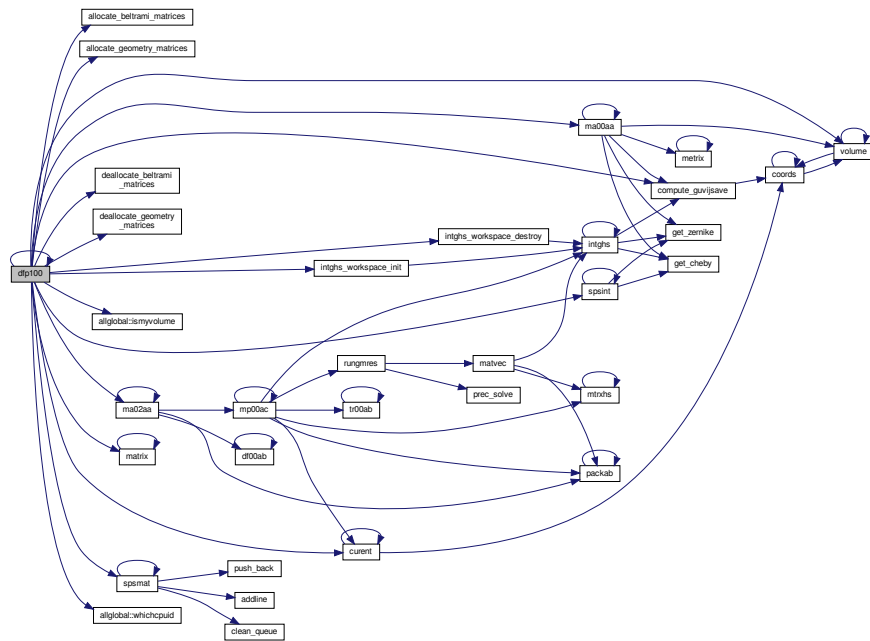 allocate_beltrami_matrices
allocate_geometry_matrices
ma00aa
volume
metrix
coords
deallocate_beltrami
_matrices
compute_guvijsave
deallocate_geometry
_matrices
get_zernike
intghs_workspace_destroy
intghs
get_cheby
dfp100
intghs_workspace_init
spsint
allglobal::ismyvolume
rungmres
matvec
prec_solve
mtrxhs
ma02aa
mp00ac
tr00ab
matrix
df00ab
packab
curent
push_back
spsmat
addline
allglobal::whichcpuid
clean_queue